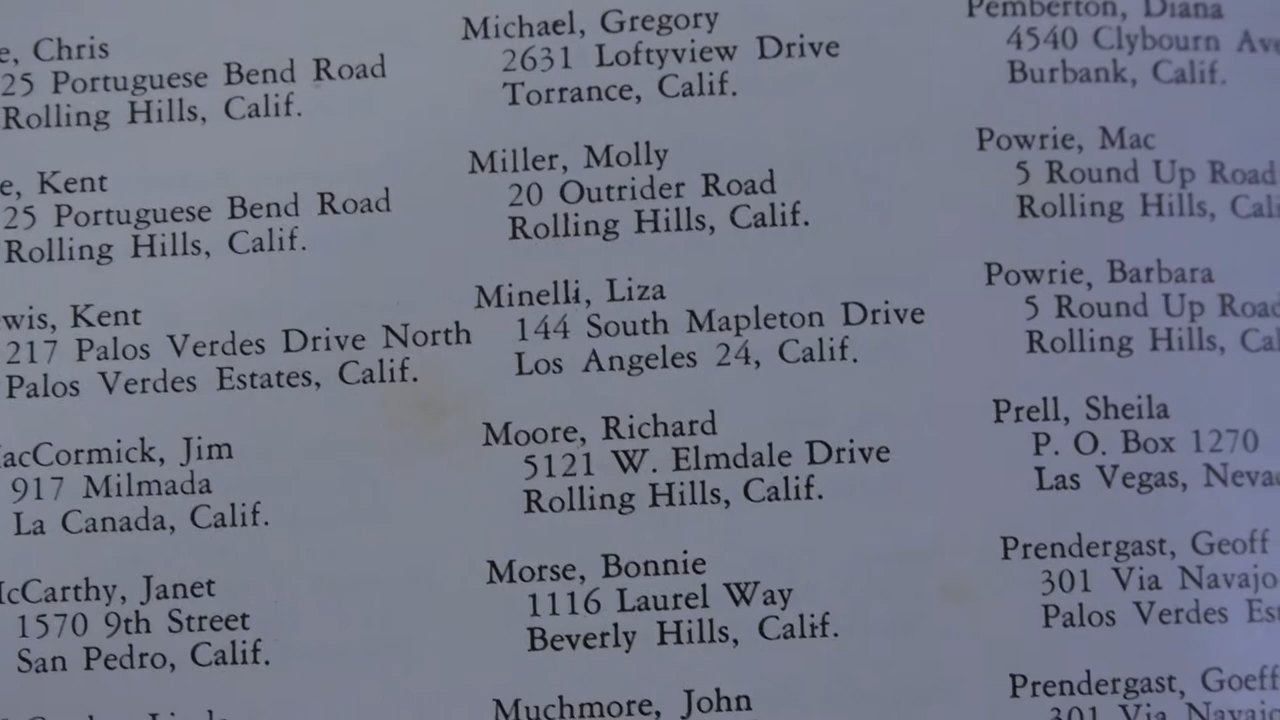 Chris
25 Portuguese Bend Road
Rolling Hills, Calif.
Kent
25 Portuguese Bend Road
Rolling Hills, Calif.
wis, Kent
217 Palos Verdes Drive North
Palos Verdes Estates, Calif.
acCormick, Jim
917 Milmada
La Canada, Calif.
cCarthy, Janet
1570 9th Street
San Pedro, Calif.
Michael, Gregory
2631 Loftyview Drive
Torrance, Calif.
Miller, Molly
20 Outrider Road
Rolling Hills, Calif.
Minelli, Liza
144 South Mapleton Drive
Los Angeles 24, Calif.
Moore, Richard
5121 W. Elmdale Drive
Rolling Hills, Calif.
Morse, Bonnie
1116 Laurel Way
Beverly Hills, Calif.
Muchmore, John
Pemberton, Diana
4540 Clybourn Av
Burbank, Calif.
Powrie, Mac
5 Round Up Road
Rolling Hills, Cali
Powrie, Barbara
5 Round Up Road
Rolling Hills, Cal
Prell, Sheila
P. O. Box 1270
Las Vegas, Neva
Prendergast, Geoff
301 Via Navajo
Palos Verdes Es
Prendergast, Goeff
301 Via Navajo